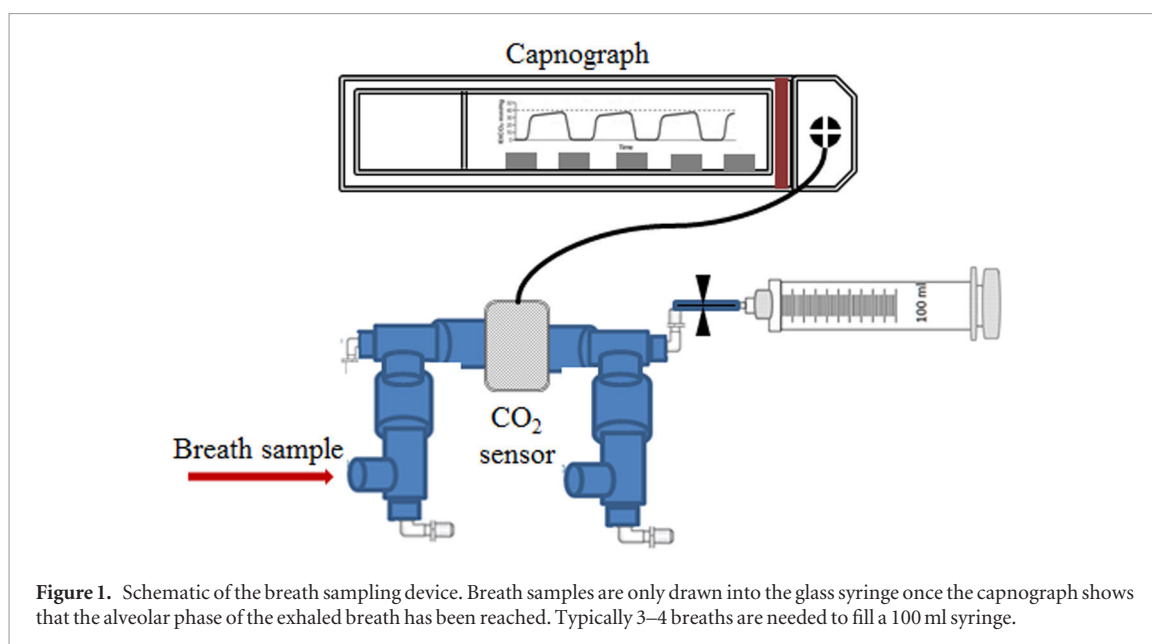 Capnograph
EtCO₂ mmHg
Time
100 ml
CO₂
sensor
Breath sample
Figure 1. Schematic of the breath sampling device. Breath samples are only drawn into the glass syringe once the capnograph shows
that the alveolar phase of the exhaled breath has been reached. Typically 3–4 breaths are needed to fill a 100 ml syringe.